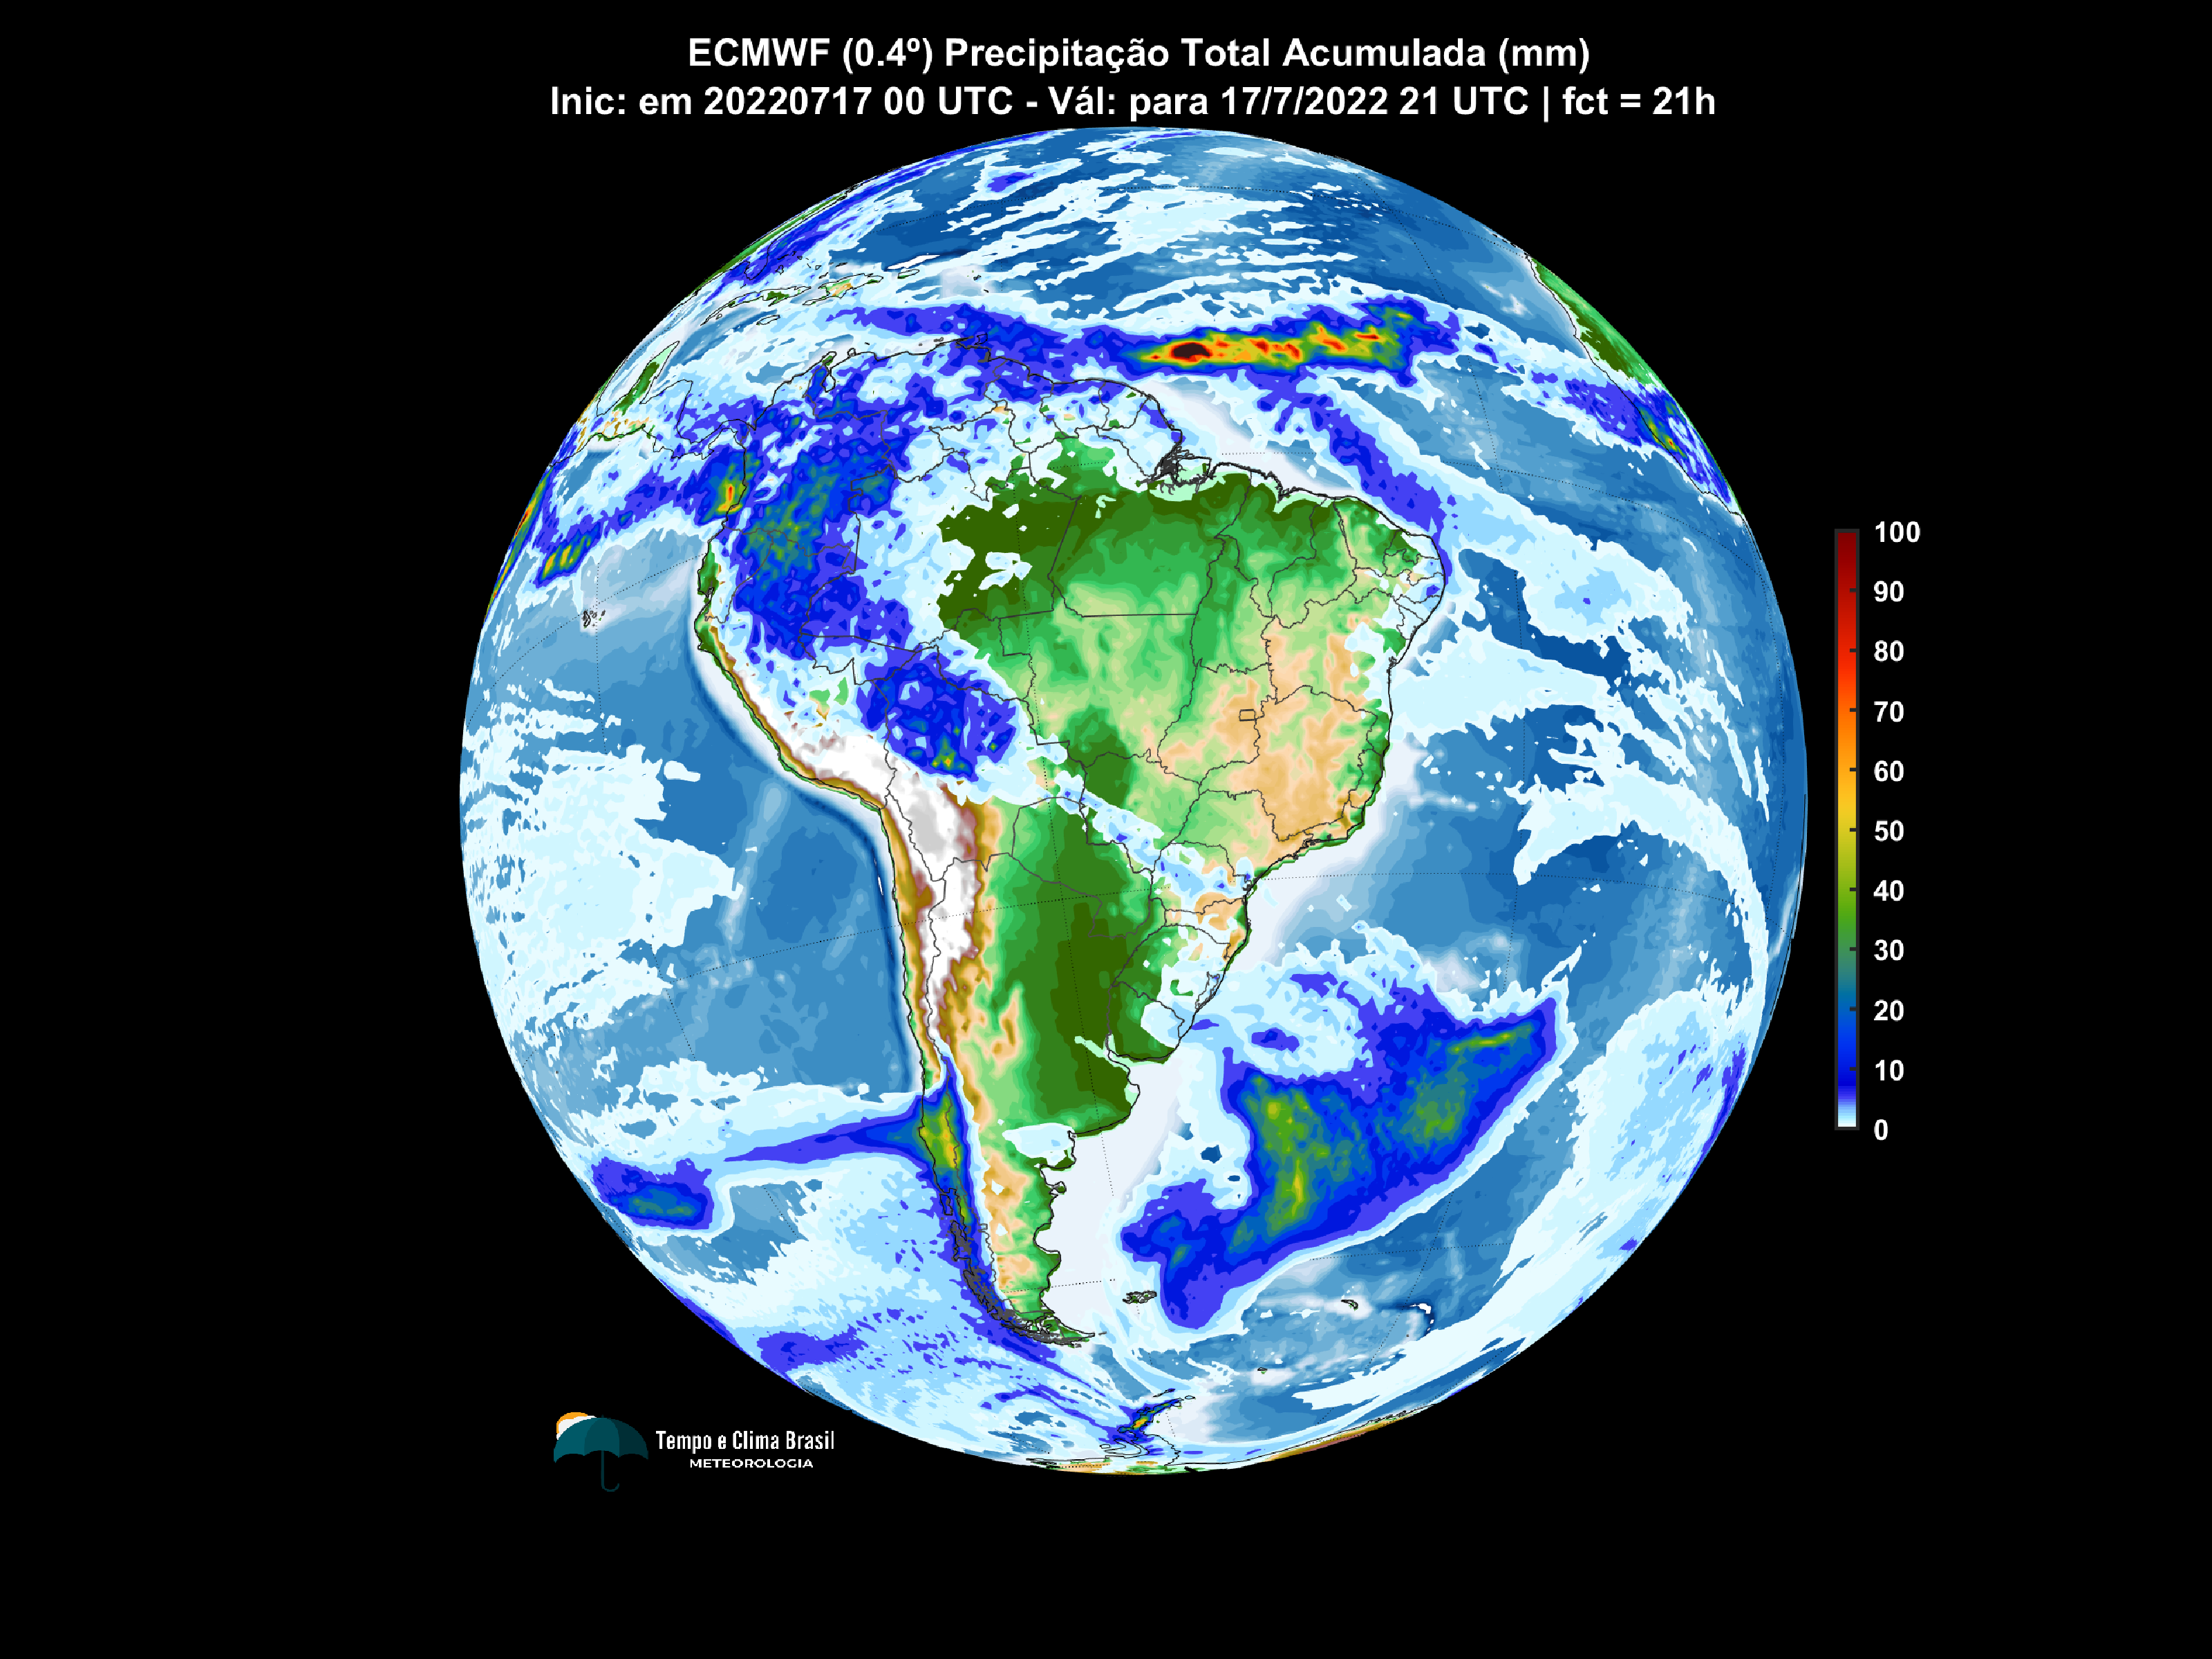 ECMWF (0.4º) Precipitação Total Acumulada (mm)
Inic: em 20220717 00 UTC - Vál: para 17/7/2022 21 UTC | fct = 21h
100
90
80
70
60
50
40
30
20
10
0
Tempo e Clima Brasil
METEOROLOGIA